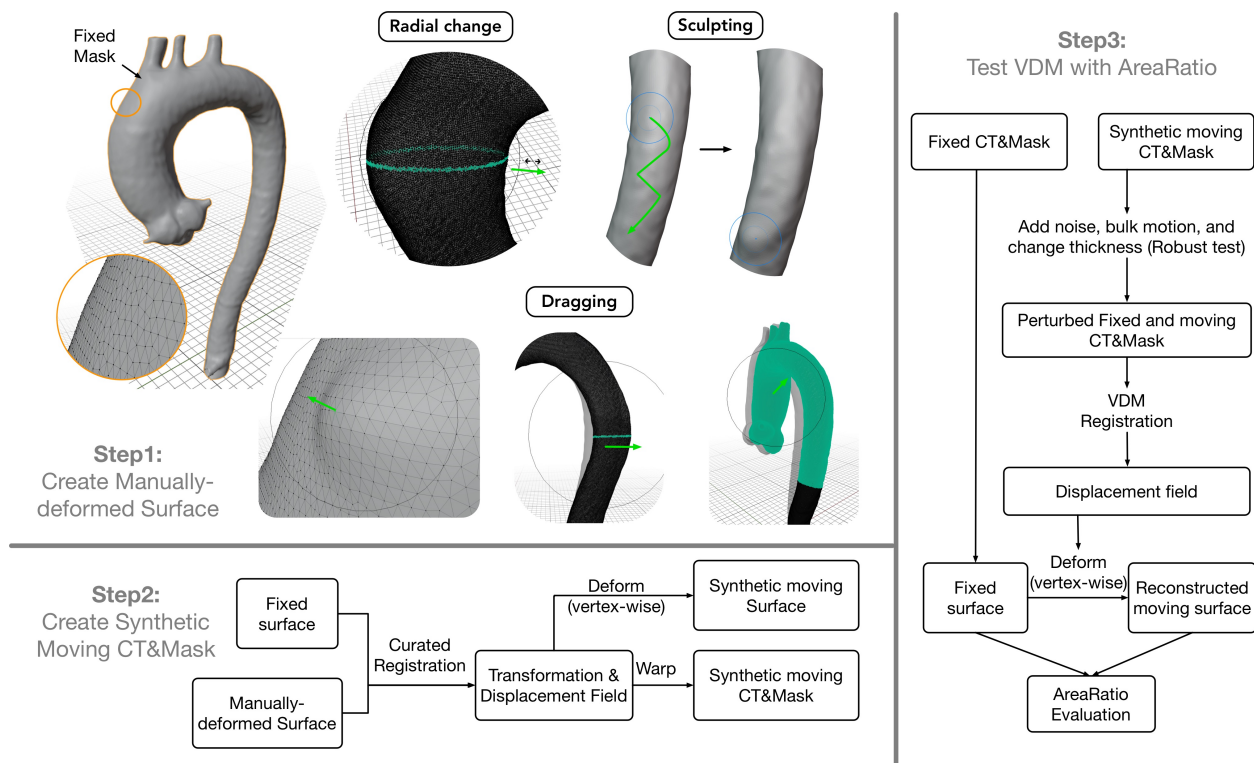 Fixed
Mask
Radial change
Sculpting
Dragging
Step1:
Create Manually-
deformed Surface
Step2:
Create Synthetic
Moving CT&Mask
Fixed
surface
Manually-
deformed Surface
Curated
Registration
Transformation &
Displacement Field
Deform
(vertex-wise)
Warp
Synthetic moving
Surface
Synthetic moving
CT&Mask
Step3:
Test VDM with AreaRatio
Fixed CT&Mask
Synthetic moving
CT&Mask
Add noise, bulk motion, and
change thickness (Robust test)
Perturbed Fixed and moving
CT&Mask
VDM
Registration
Displacement field
Deform
(vertex-wise)
Fixed
surface
Reconstructed
moving surface
AreaRatio
Evaluation